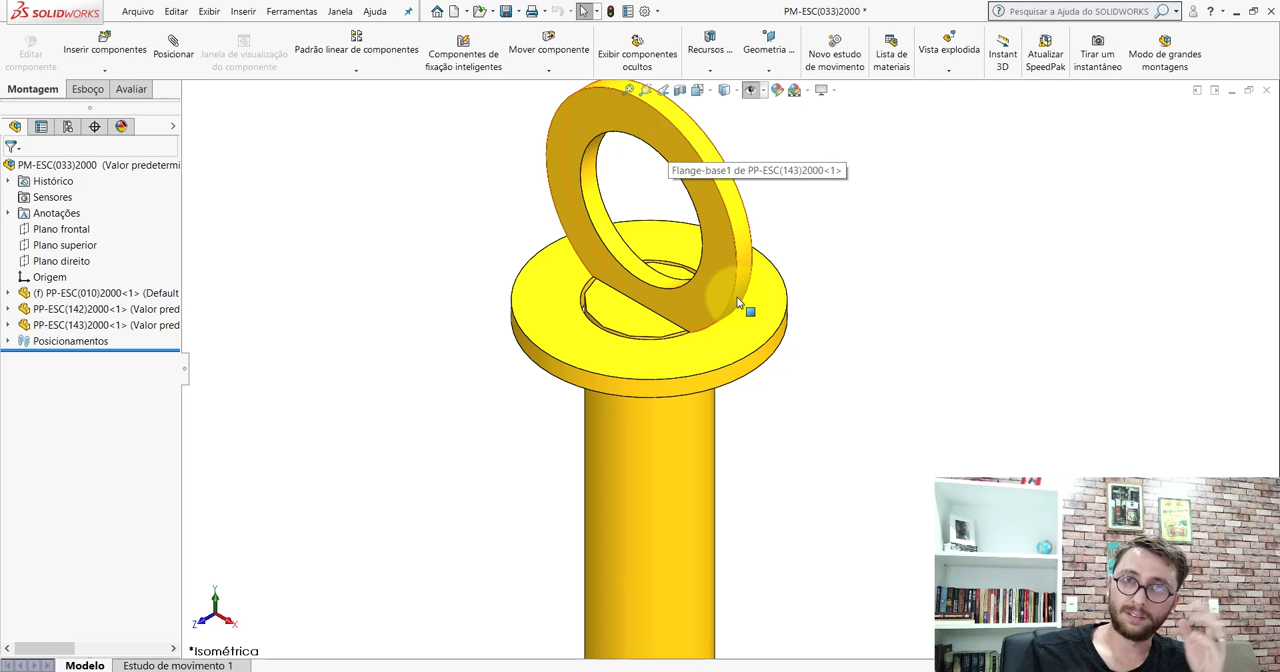 SOLIDWORKS
Arquivo Editar Exibir Inserir Ferramentas Janela Ajuda
PM-ESC(033)2000 *
Pesquisar a Ajuda do SOLIDWORKS
Editar componente
Inserir componentes
Posicionar
Janela de visualização do componente
Padrão linear de componentes
Componentes de fixação inteligentes
Mover componente
Exibir componentes ocultos
Recursos ...
Geometria ...
Novo estudo de movimento
Lista de materiais
Vista explodida
Instant 3D
Atualizar SpeedPak
Tirar um instantâneo
Modo de grandes montagens
Montagem Esboço Avaliar
PM-ESC(033)2000 (Valor predetermi
Histórico
Sensores
Anotações
Plano frontal
Plano superior
Plano direito
Origem
(f) PP-ESC(010)2000<1> (Default
PP-ESC(142)2000<1> (Valor pred
PP-ESC(143)2000<1> (Valor pred
Posicionamentos
Flange-base1 de PP-ESC(143)2000<1>
Y
Z
X
*Isométrica
Modelo Estudo de movimento 1